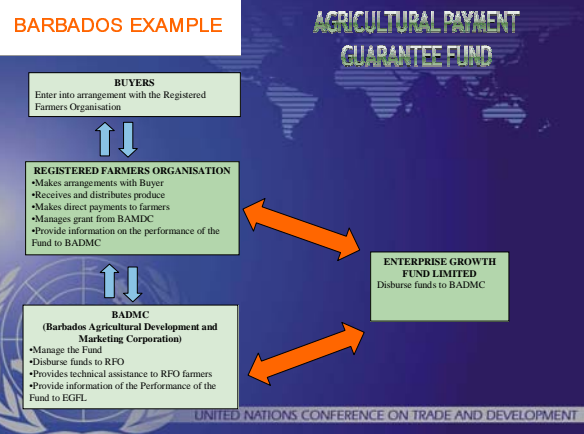 BARBADOS EXAMPLE
AGRICULTURAL PAYMENT
GUARANTEE FUND
BUYERS
Enter into arrangement with the Registered
Farmers Organisation
REGISTERED FARMERS ORGANISATION
•Makes arrangements with Buyer
•Receives and distributes produce
•Makes direct payments to farmers
•Manages grant from BAMDC
•Provide information on the performance of the
Fund to BADMC
ENTERPRISE GROWTH
FUND LIMITED
Disburse funds to BADMC
BADMC
(Barbados Agricultural Development and
Marketing Corporation)
•Manage the Fund
•Disburse funds to RFO
•Provides technical assistance to RFO farmers
•Provide information of the Performance of the
Fund to EGFL
UNITED NATIONS CONFERENCE ON TRADE AND DEVELOPMENT